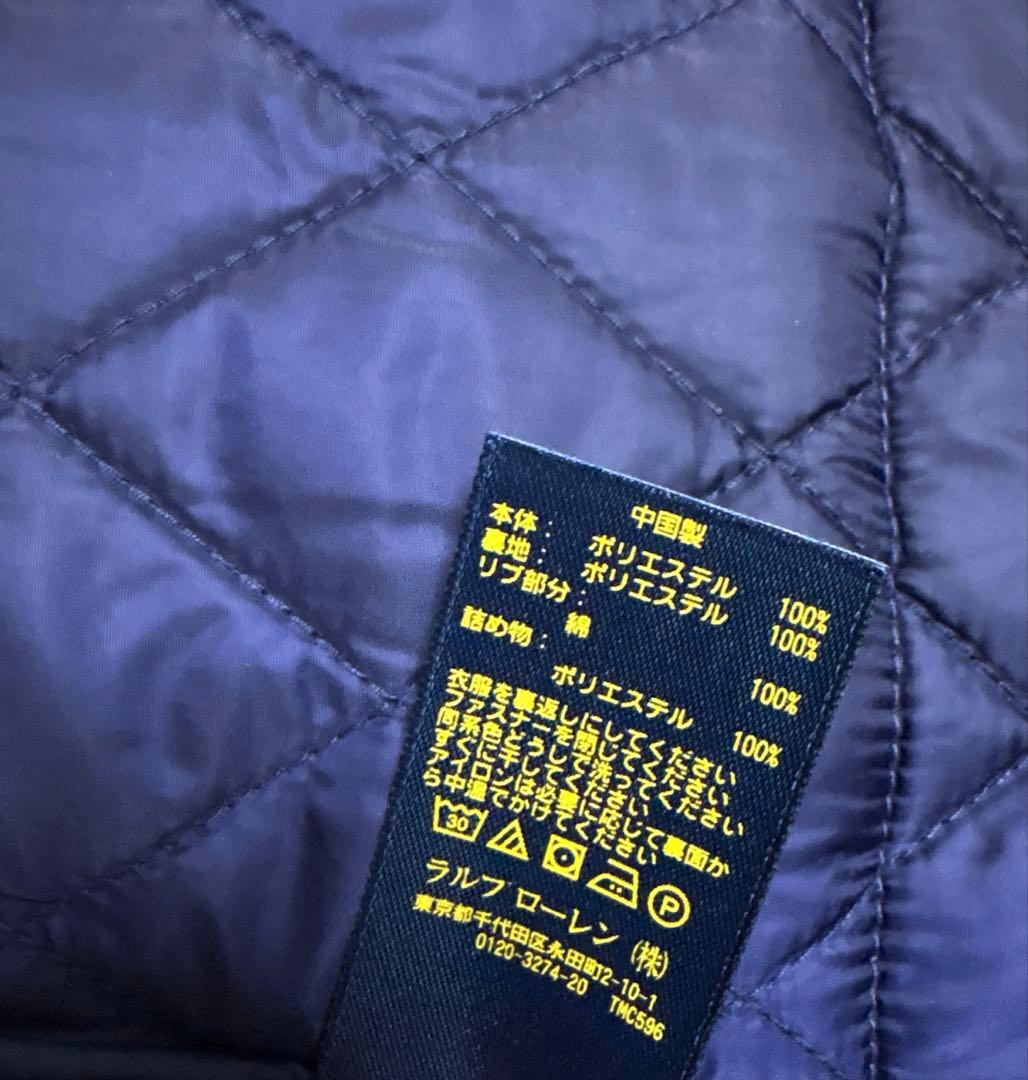 中国製
本体: ポリエステル 100%
裏地: ポリエステル 100%
リブ部分:
綿 100%
詰め物:
ポリエステル 100%
衣服を裏返しにしてください
ファスナーを閉じてください
同系色どうしで洗ってください
すぐに干してください
アイロンは必要に応じて裏面か
ら中温でかけてください
30
P
ラルフ ローレン (株)
東京都千代田区永田町2-10-1
0120-3274-20 TMC596